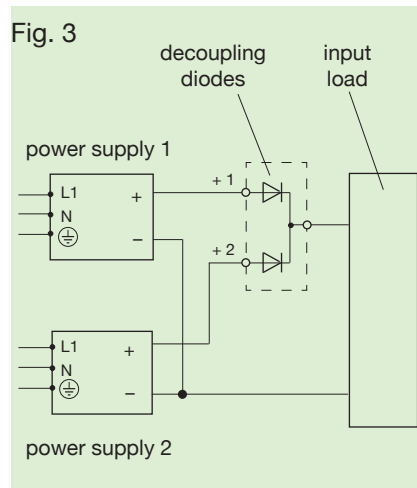 Fig. 3
decoupling
diodes
input
load
power supply 1
L1
N
+
−
+ 1
+ 2
L1
N
+
−
power supply 2